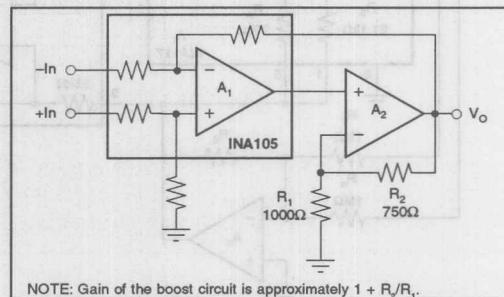 –In
+In
–
+
A1
INA105
+
–
A2
VO
R1
1000Ω
R2
750Ω
NOTE: Gain of the boost circuit is approximately 1 + R2/R1.